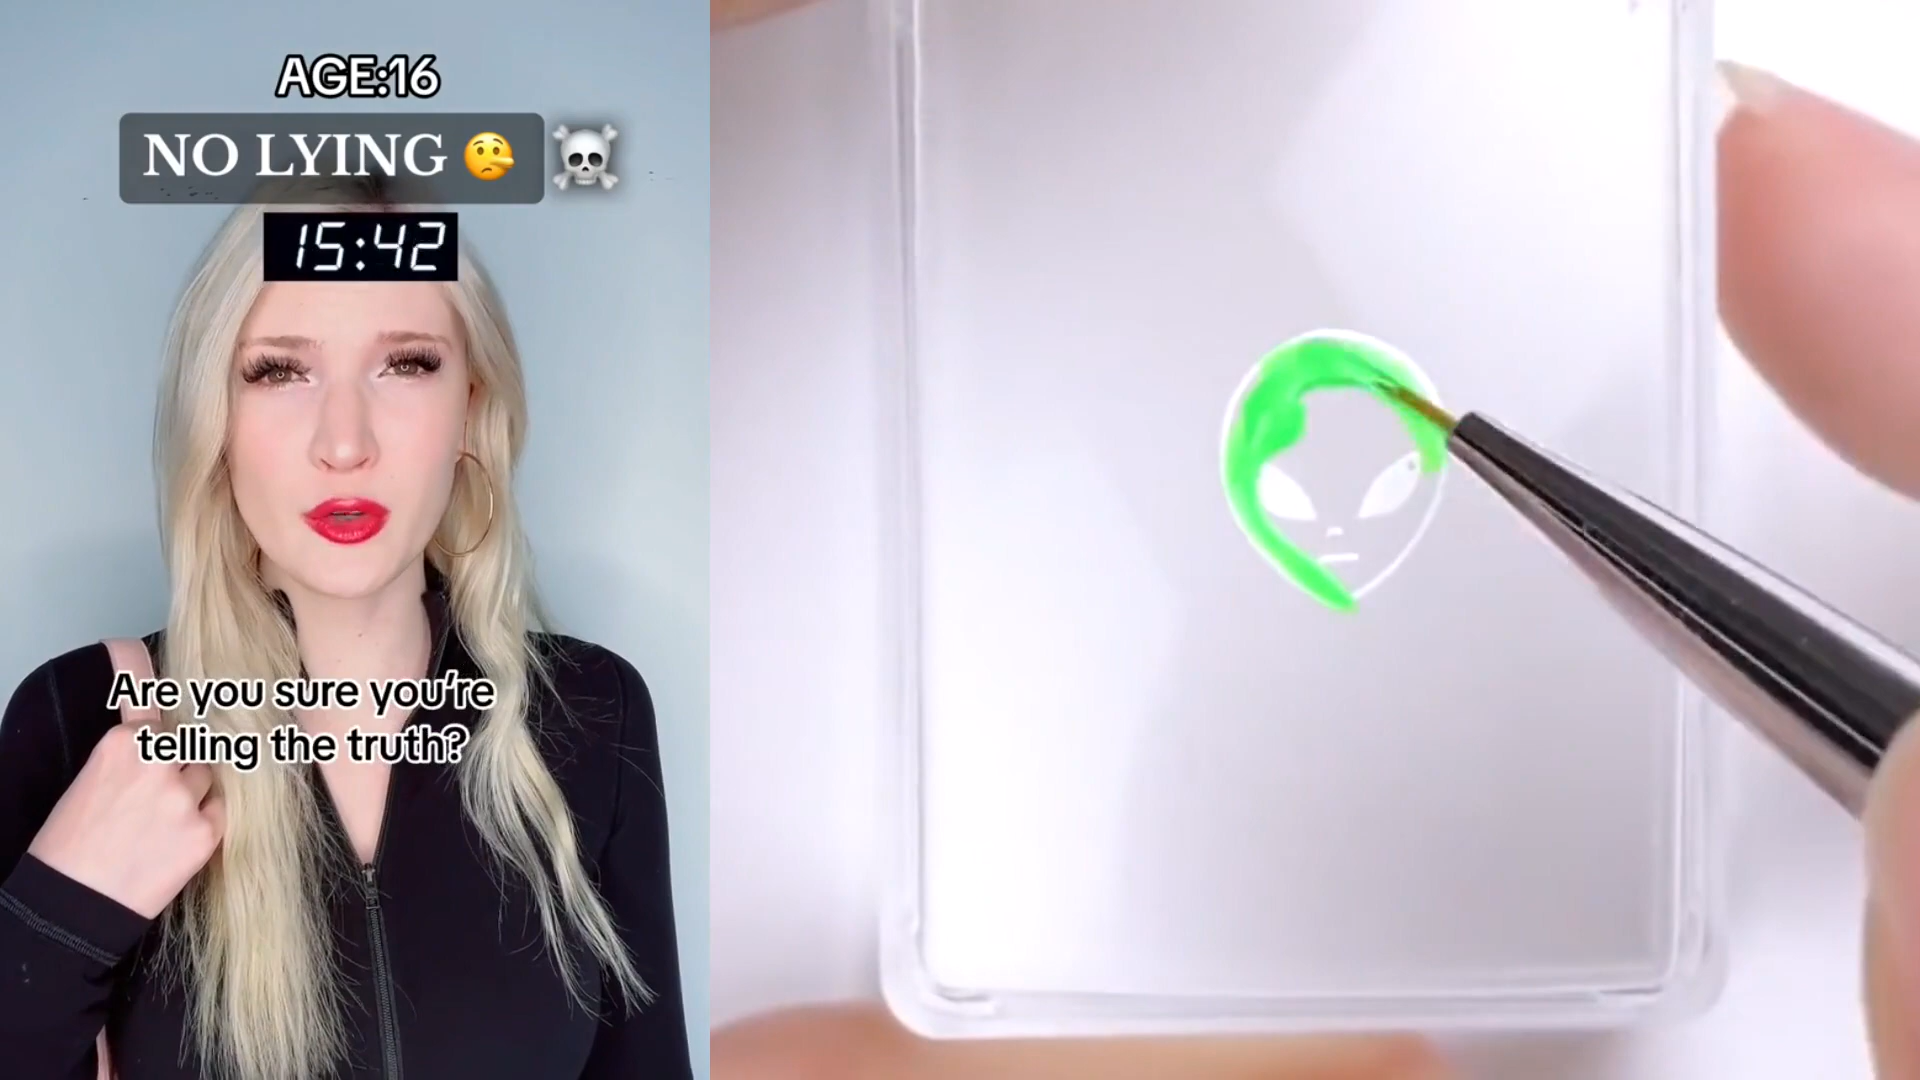 AGE:16
NO LYING 🤥 ☠️
15:42
Are you sure you're
telling the truth?